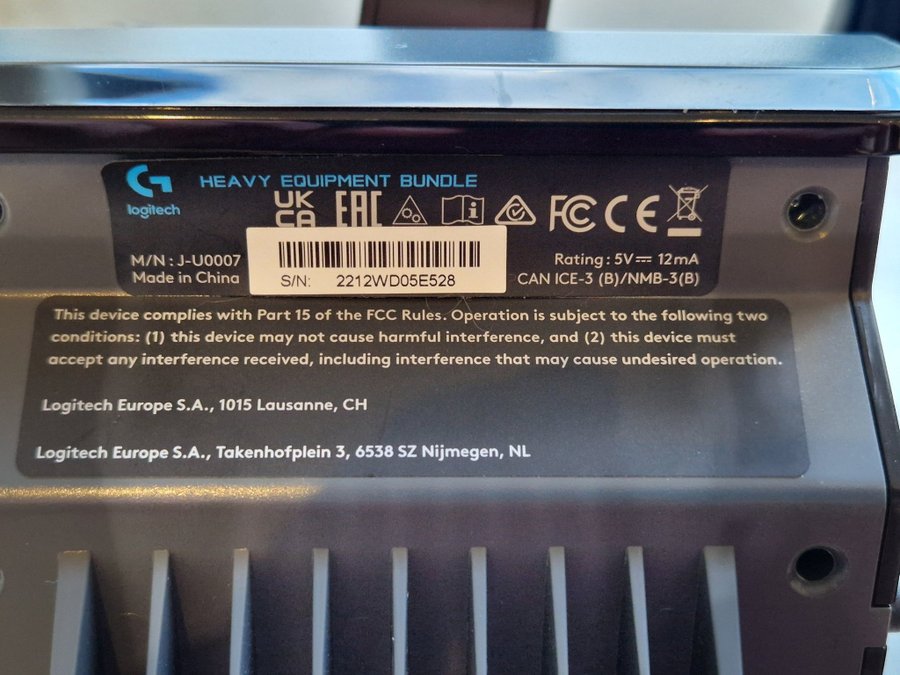 HEAVY EQUIPMENT BUNDLE
logitech
UK CA EAC FC CE
M/N : J-U0007
Made in China
S/N: 2212WD05E528
Rating : 5V⎓ 12mA
CAN ICE-3 (B)/NMB-3(B)
This device complies with Part 15 of the FCC Rules. Operation is subject to the following two
conditions: (1) this device may not cause harmful interference, and (2) this device must
accept any interference received, including interference that may cause undesired operation.
Logitech Europe S.A., 1015 Lausanne, CH
Logitech Europe S.A., Takenhofplein 3, 6538 SZ Nijmegen, NL